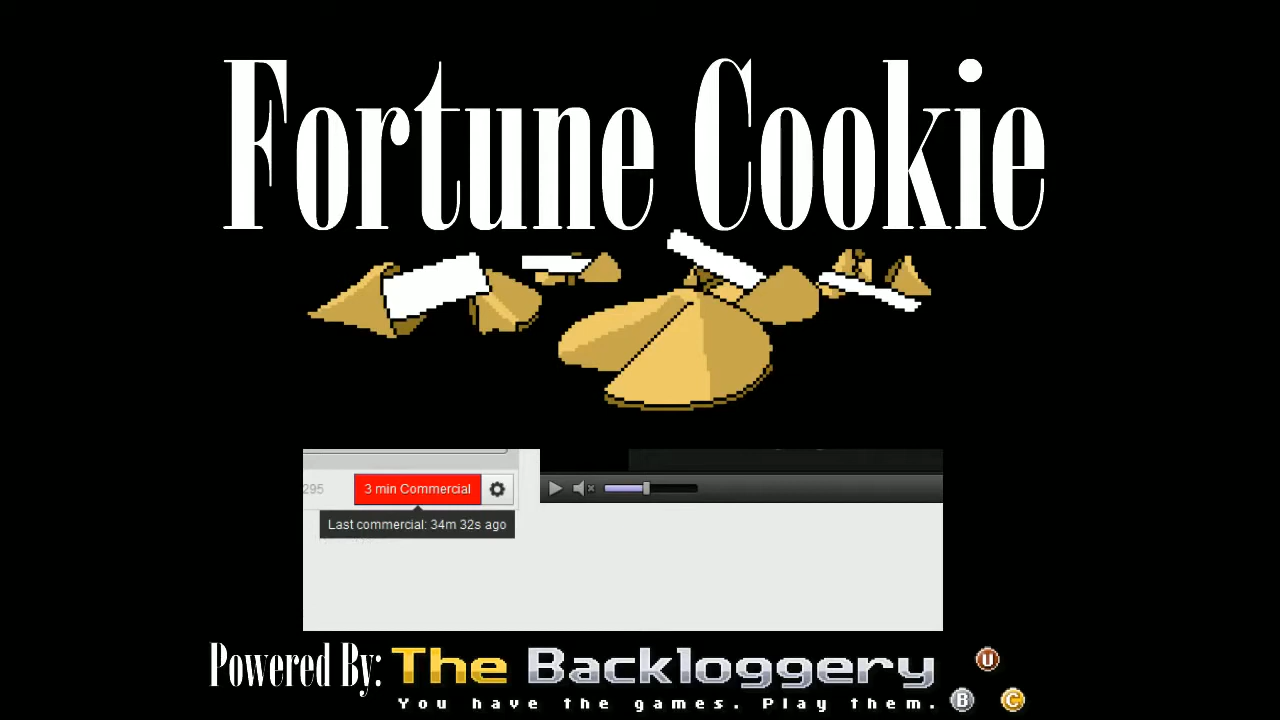 Fortune Cookie
295
3 min Commercial
Last commercial: 34m 32s ago
Powered By: The Backloggery
You have the games. Play them.
U
B
C